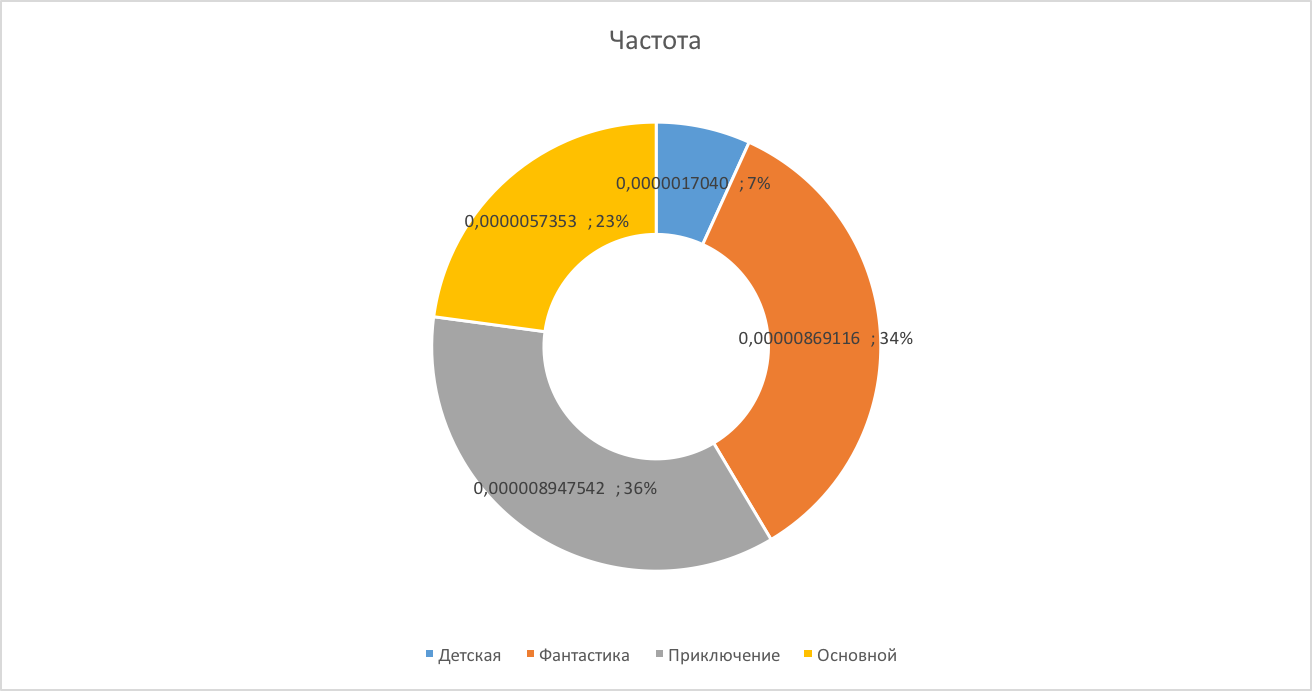 Частота
0,0000017040 ; 7%
0,0000057353 ; 23%
0,00000869116 ; 34%
0,000008947542 ; 36%
Детская Фантастика Приключение Основной